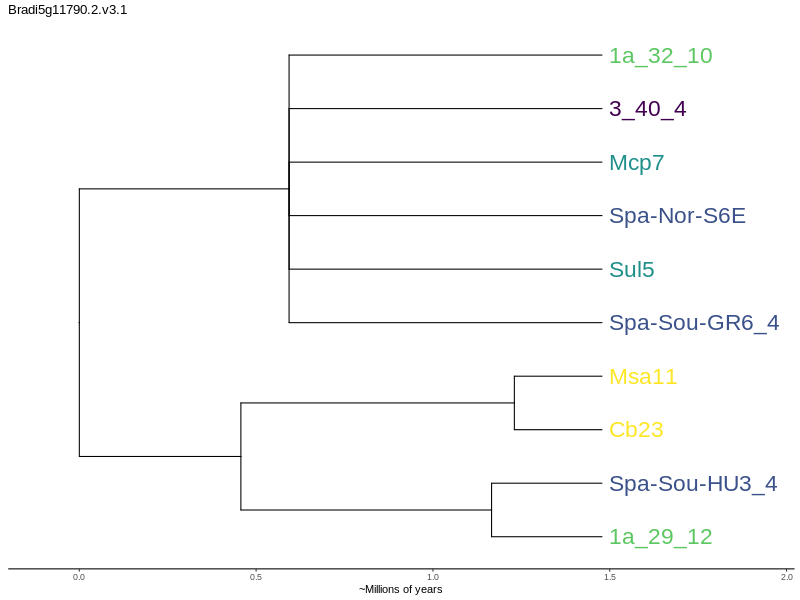 Bradi5g11790.2.v3.1
1a_32_10
3_40_4
Mcp7
Spa-Nor-S6E
Sul5
Spa-Sou-GR6_4
Msa11
Cb23
Spa-Sou-HU3_4
1a_29_12
0.0 0.5 1.0 1.5 2.0
~Millions of years